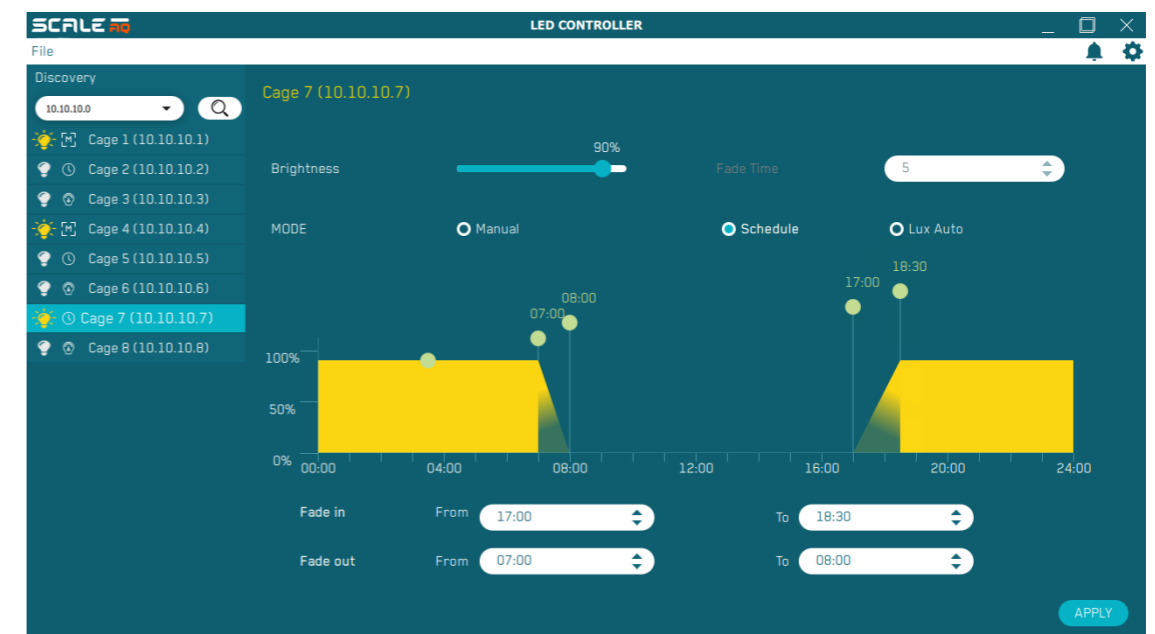 SCALE AQ LED CONTROLLER
File
Discovery
10.10.10.0
Cage 1 (10.10.10.1)
Cage 2 (10.10.10.2)
Cage 3 (10.10.10.3)
Cage 4 (10.10.10.4)
Cage 5 (10.10.10.5)
Cage 6 (10.10.10.6)
Cage 7 (10.10.10.7)
Cage 8 (10.10.10.8)
Cage 7 (10.10.10.7)
90%
Brightness Fade Time 5
MODE Manual Schedule Lux Auto
18:30
17:00
08:00
07:00
100%
50%
0%
00:00 04:00 08:00 12:00 16:00 20:00 24:00
Fade in From 17:00 To 18:30
Fade out From 07:00 To 08:00
APPLY